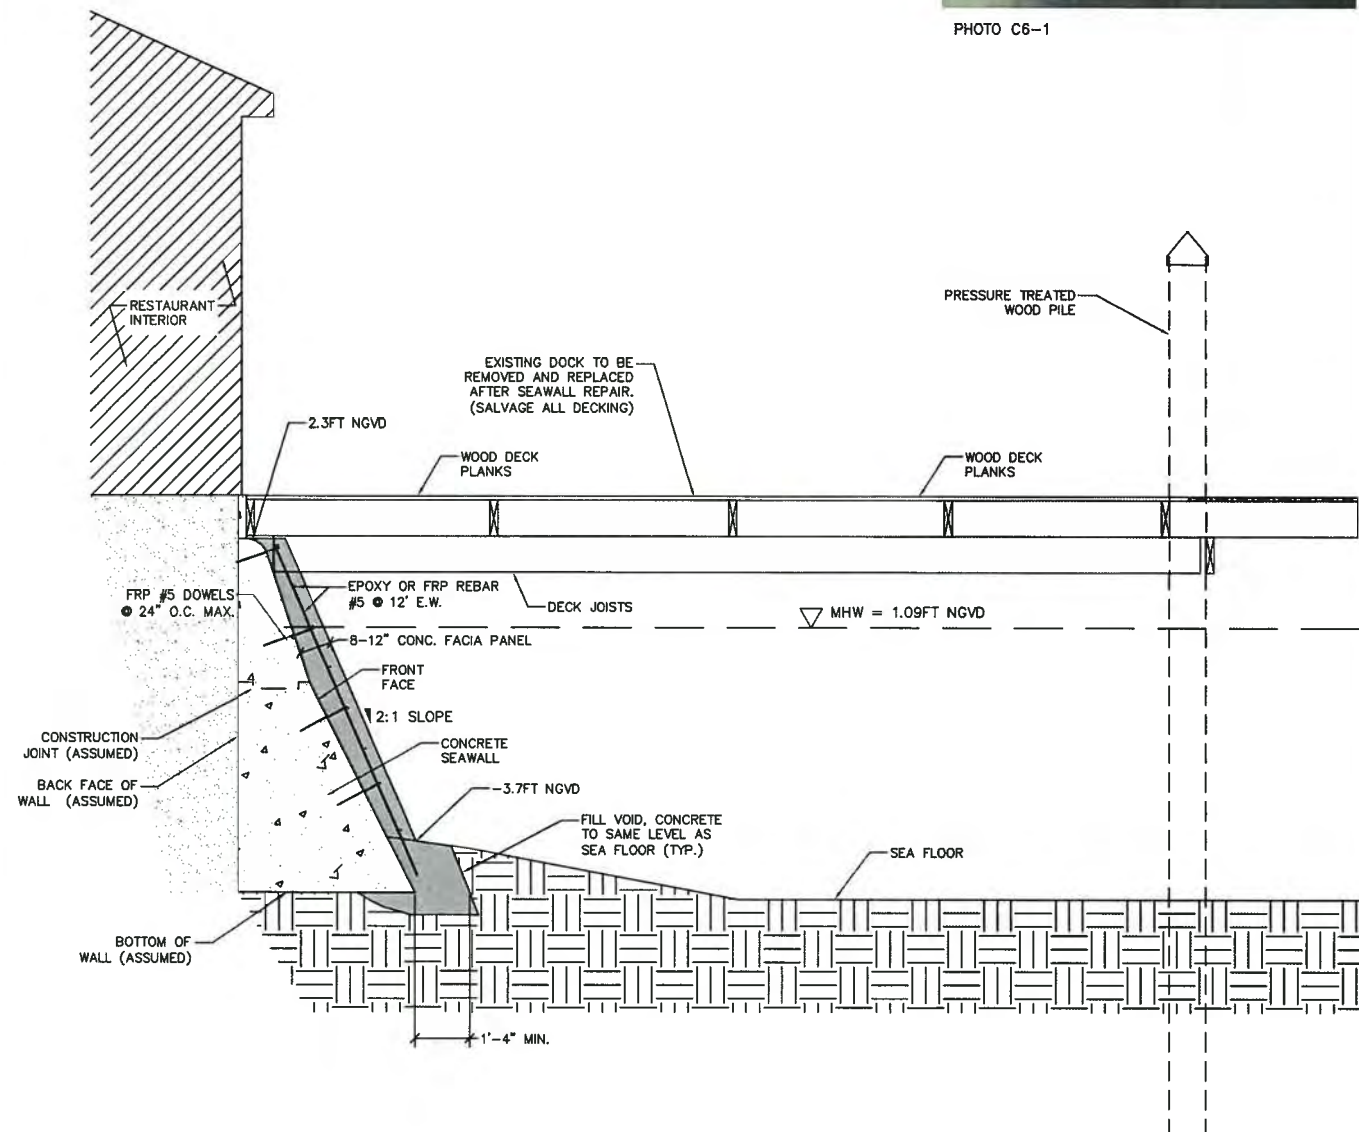 PHOTO C6-1
RESTAURANT
INTERIOR
PRESSURE TREATED
WOOD PILE
EXISTING DOCK TO BE
REMOVED AND REPLACED
AFTER SEAWALL REPAIR.
(SALVAGE ALL DECKING)
2.3FT NGVD
WOOD DECK
PLANKS
WOOD DECK
PLANKS
FRP #5 DOWELS
@ 24" O.C. MAX.
EPOXY OR FRP REBAR
#5 @ 12' E.W.
DECK JOISTS
MHW = 1.09FT NGVD
8-12" CONC. FACIA PANEL
FRONT
FACE
2:1 SLOPE
CONSTRUCTION
JOINT (ASSUMED)
CONCRETE
SEAWALL
BACK FACE OF
WALL (ASSUMED)
-3.7FT NGVD
FILL VOID, CONCRETE
TO SAME LEVEL AS
SEA FLOOR (TYP.)
SEA FLOOR
BOTTOM OF
WALL (ASSUMED)
1'-4" MIN.